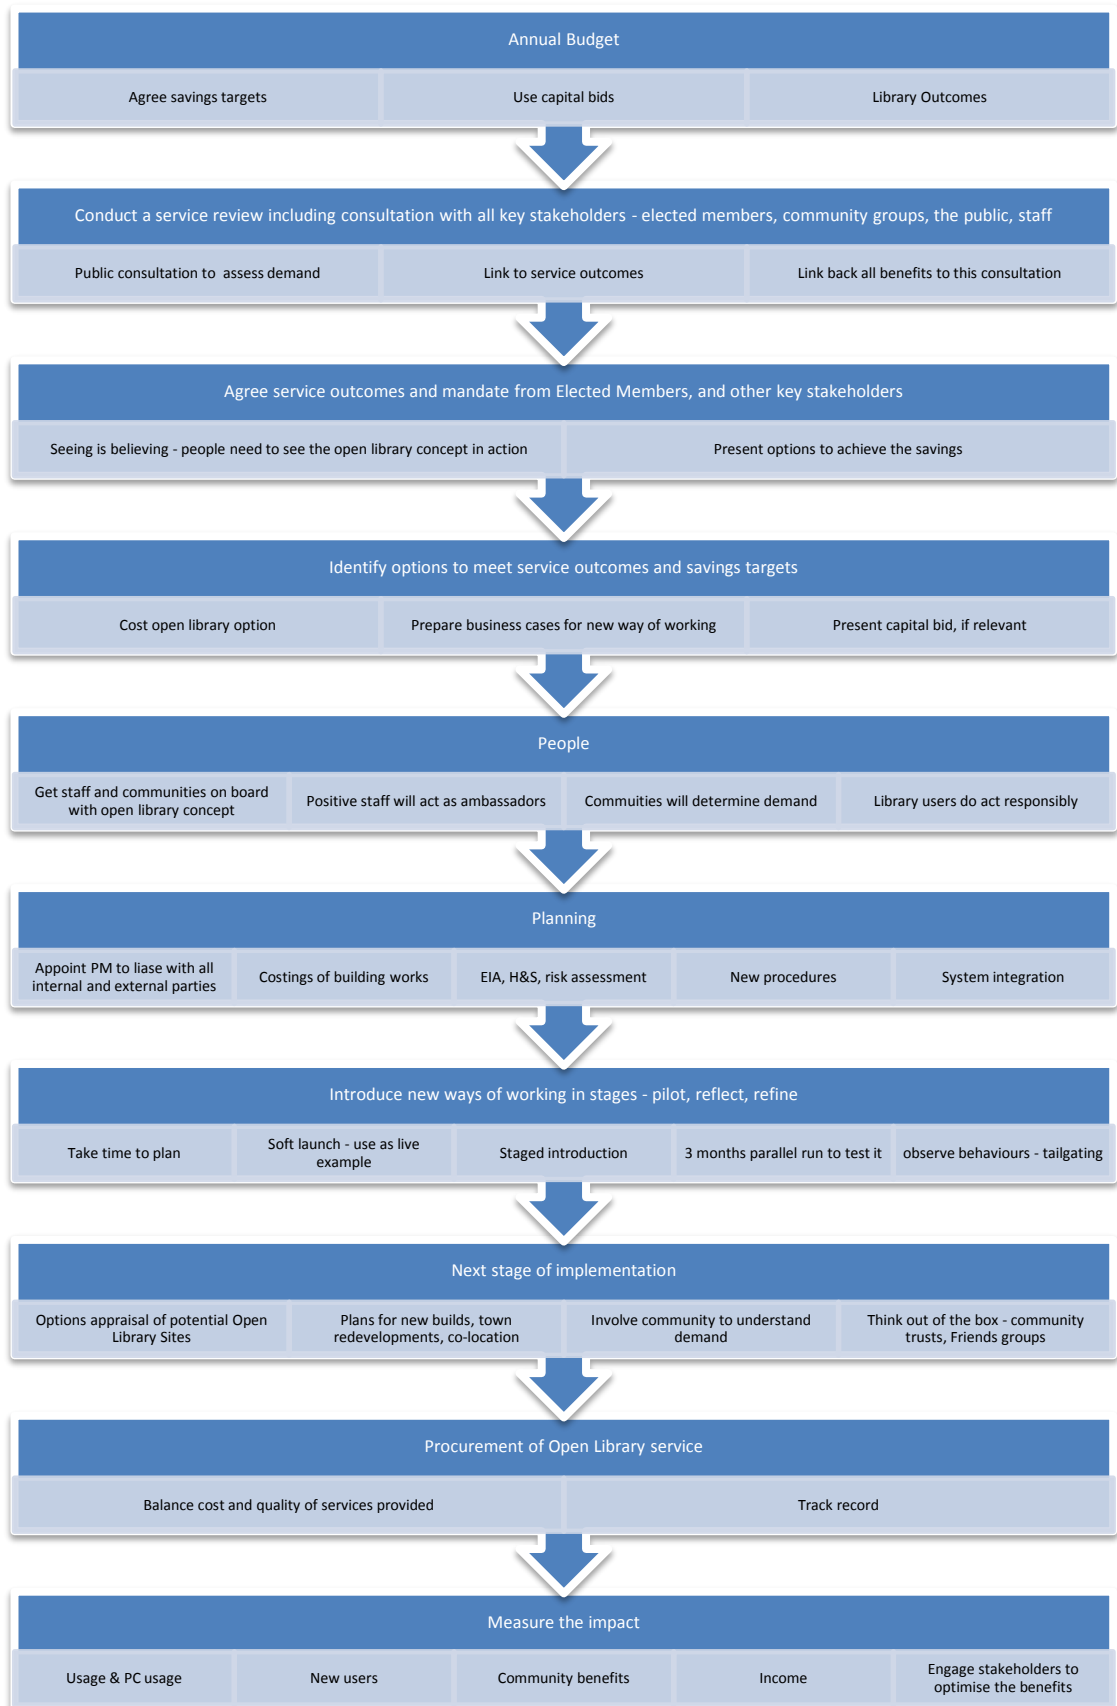 Annual Budget
Agree savings targets
Use capital bids
Library Outcomes
Conduct a service review including consultation with all key stakeholders - elected members, community groups, the public, staff
Public consultation to  assess demand
Link to service outcomes
Link back all benefits to this consultation
Agree service outcomes and mandate from Elected Members, and other key stakeholders
Seeing is believing - people need to see the open library concept in action
Present options to achieve the savings
Identify options to meet service outcomes and savings targets
Cost open library option
Prepare business cases for new way of working
Present capital bid, if relevant
People
Get staff and communities on board
with open library concept
Positive staff will act as ambassadors
Commuities will determine demand
Library users do act responsibly
Planning
Appoint PM to liase with all
internal and external parties
Costings of building works
EIA, H&S, risk assessment
New procedures
System integration
Introduce new ways of working in stages - pilot, reflect, refine
Take time to plan
Soft launch - use as live
example
Staged introduction
3 months parallel run to test it
observe behaviours - tailgating
Next stage of implementation
Options appraisal of potential Open
Library Sites
Plans for new builds, town
redevelopments, co-location
Involve community to understand
demand
Think out of the box - community
trusts, Friends groups
Procurement of Open Library service
Balance cost and quality of services provided
Track record
Measure the impact
Usage & PC usage
New users
Community benefits
Income
Engage stakeholders to
optimise the benefits